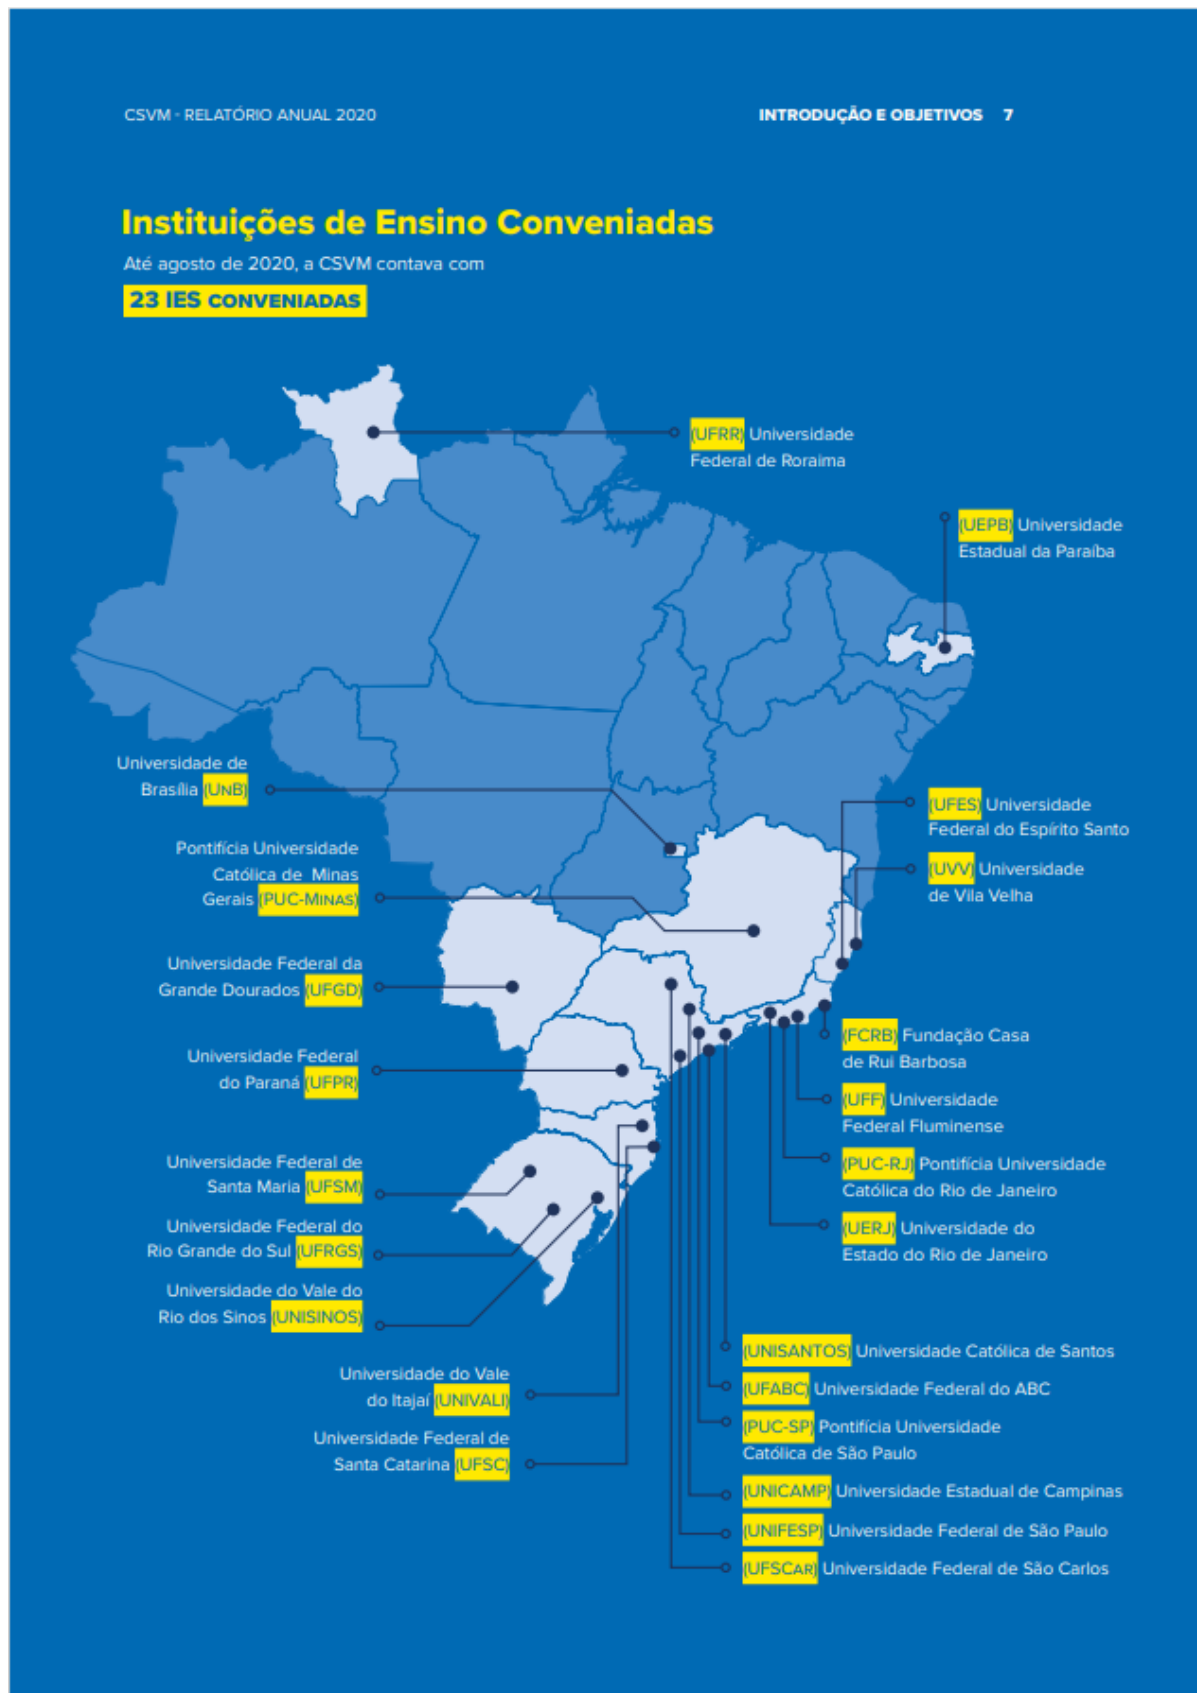 CSVM - RELATÓRIO ANUAL 2020
INTRODUÇÃO E OBJETIVOS 7
Instituições de Ensino Conveniadas
Até agosto de 2020, a CSVM contava com
23 IES CONVENIADAS
(UFRR) Universidade
Federal de Roraima
(UEPB) Universidade
Estadual da Paraíba
Universidade de
Brasília (UNB)
Pontifícia Universidade
Católica de Minas
Gerais (PUC-MINAS)
Universidade Federal da
Grande Dourados (UFGD)
Universidade Federal
do Paraná (UFPR)
Universidade Federal de
Santa Maria (UFSM)
Universidade Federal do
Rio Grande do Sul (UFRGS)
Universidade do Vale do
Rio dos Sinos (UNISINOS)
Universidade do Vale
do Itajaí (UNIVALI)
Universidade Federal de
Santa Catarina (UFSC)
(UFES) Universidade
Federal do Espírito Santo
(UVV) Universidade
de Vila Velha
(FCRB) Fundação Casa
de Rui Barbosa
(UFF) Universidade
Federal Fluminense
(PUC-RJ) Pontifícia Universidade
Católica do Rio de Janeiro
(UERJ) Universidade do
Estado do Rio de Janeiro
(UNISANTOS) Universidade Católica de Santos
(UFABC) Universidade Federal do ABC
(PUC-SP) Pontifícia Universidade
Católica de São Paulo
(UNICAMP) Universidade Estadual de Campinas
(UNIFESP) Universidade Federal de São Paulo
(UFSCAR) Universidade Federal de São Carlos